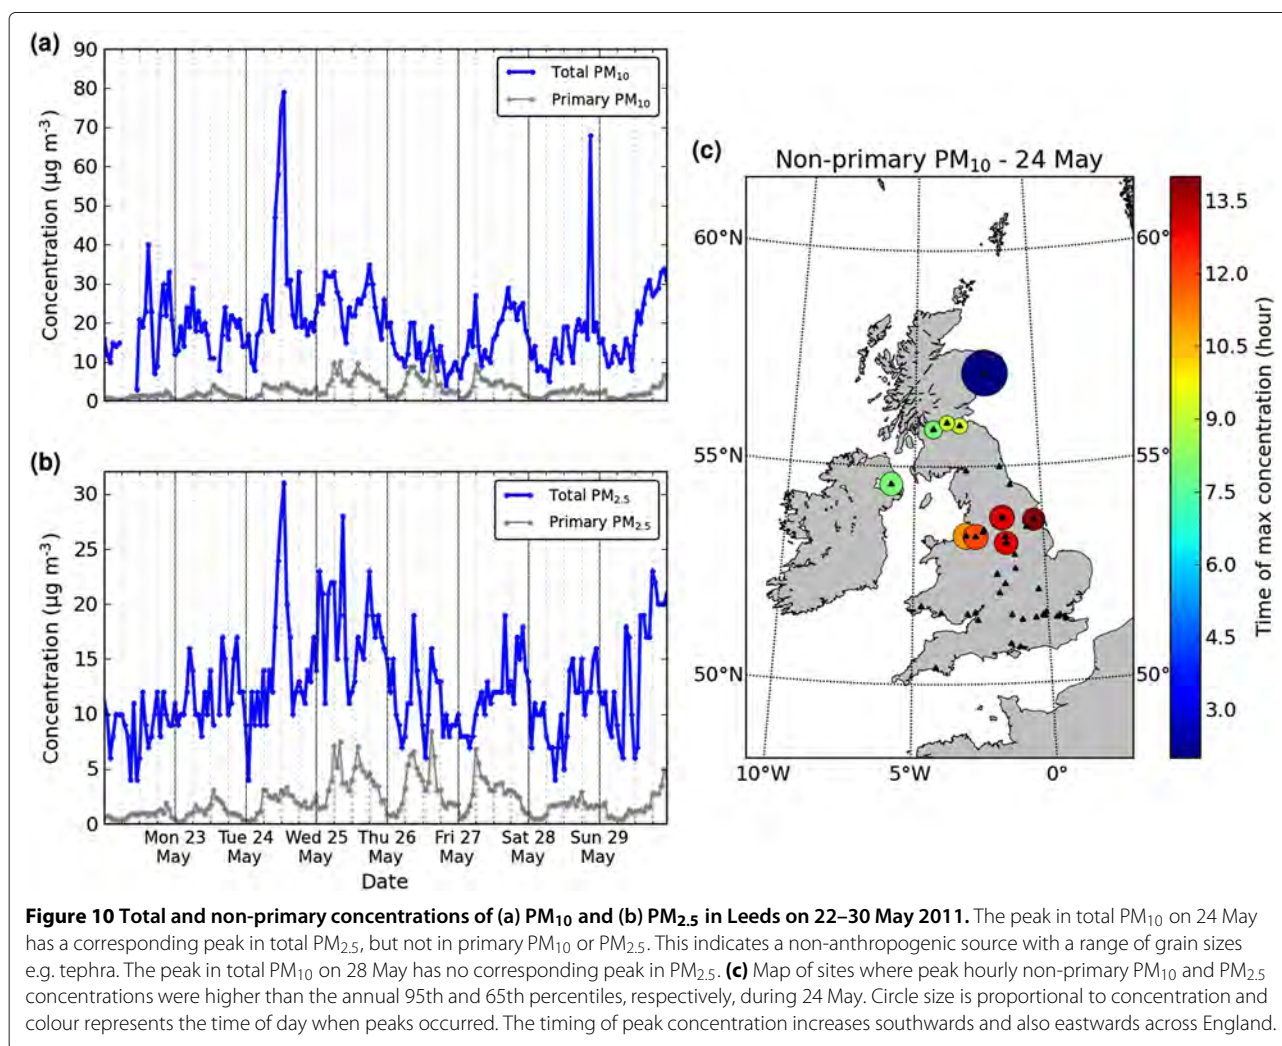 (a)
90
80
70
60
50
40
30
20
10
0
Concentration (µg m⁻³)
Total PM₁₀
Primary PM₁₀
(b)
30
25
20
15
10
5
0
Concentration (µg m⁻³)
Total PM₂.₅
Primary PM₂.₅
Mon 23 May
Tue 24 May
Wed 25 May
Thu 26 May
Fri 27 May
Sat 28 May
Sun 29 May
Date
(c)
Non-primary PM₁₀ - 24 May
60°N
55°N
50°N
60°
55°
50°
10°W
5°W
0°
13.5
12.0
10.5
9.0
7.5
6.0
4.5
3.0
Time of max concentration (hour)
Figure 10 Total and non-primary concentrations of (a) PM₁₀ and (b) PM₂.₅ in Leeds on 22–30 May 2011. The peak in total PM₁₀ on 24 May
has a corresponding peak in total PM₂.₅, but not in primary PM₁₀ or PM₂.₅. This indicates a non-anthropogenic source with a range of grain sizes
e.g. tephra. The peak in total PM₁₀ on 28 May has no corresponding peak in PM₂.₅. (c) Map of sites where peak hourly non-primary PM₁₀ and PM₂.₅
concentrations were higher than the annual 95th and 65th percentiles, respectively, during 24 May. Circle size is proportional to concentration and
colour represents the time of day when peaks occurred. The timing of peak concentration increases southwards and also eastwards across England.